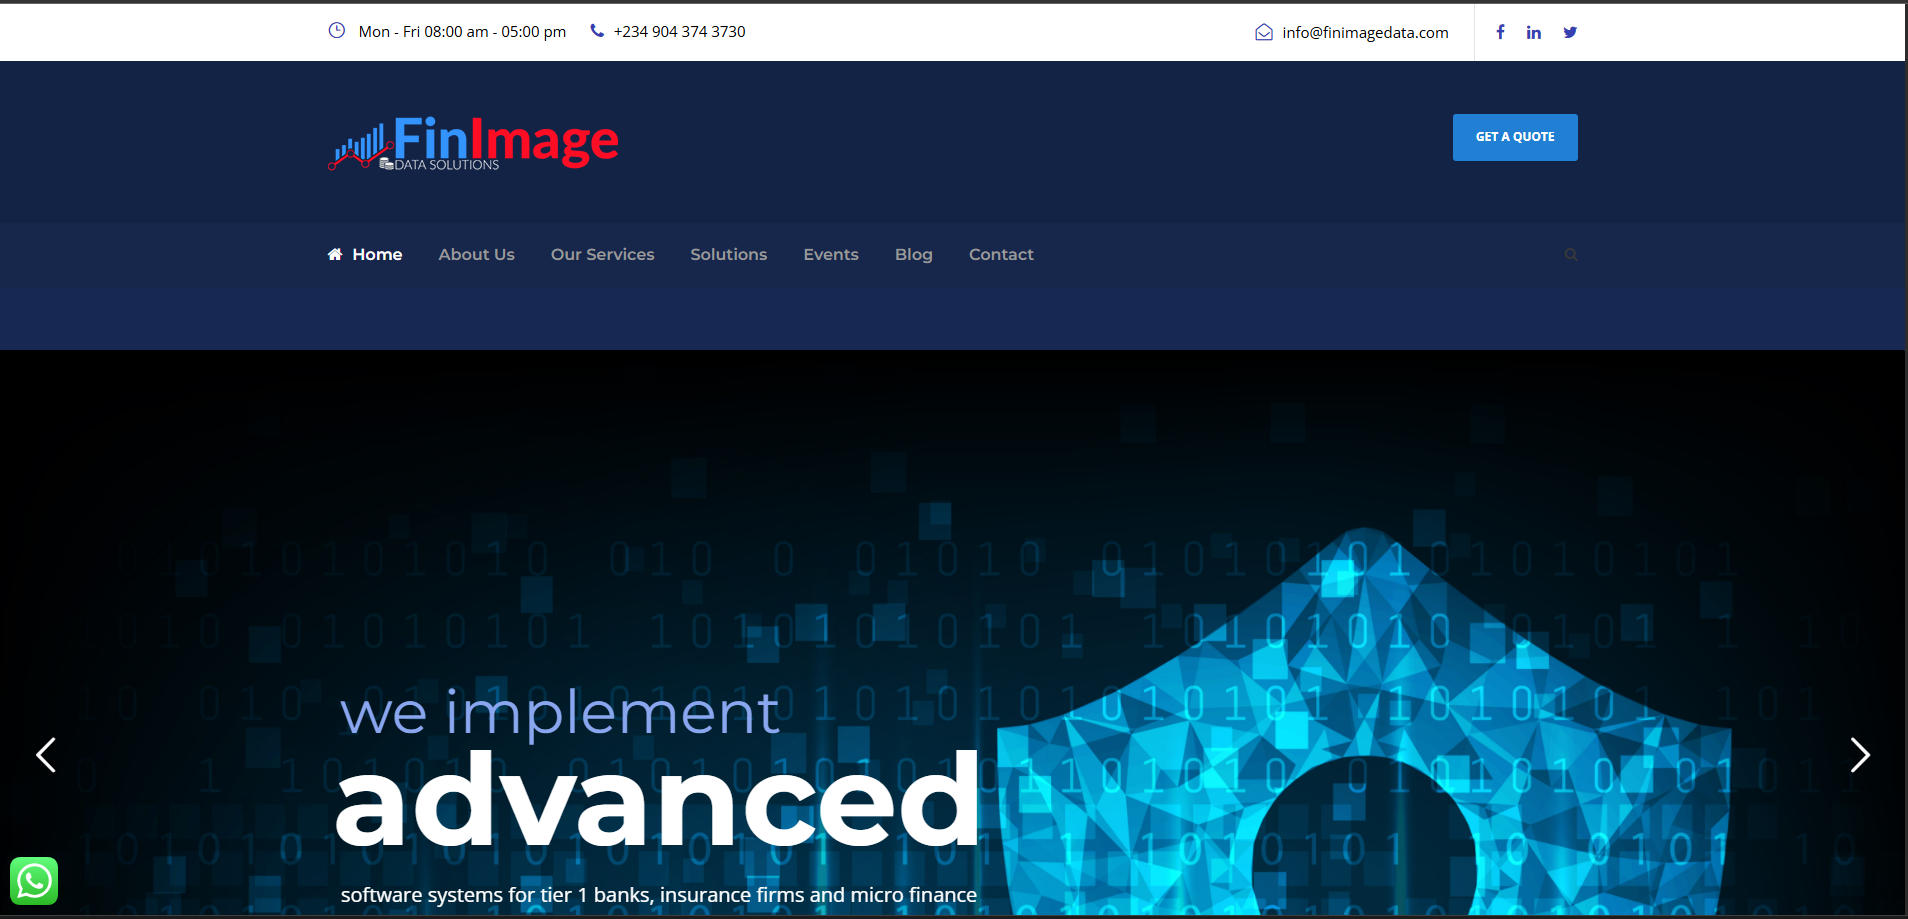 Mon - Fri 08:00 am - 05:00 pm
+234 904 374 3730
info@finimagedata.com
FinImage
DATA SOLUTIONS
GET A QUOTE
Home About Us Our Services Solutions Events Blog Contact
we implement
advanced
software systems for tier 1 banks, insurance firms and micro finance